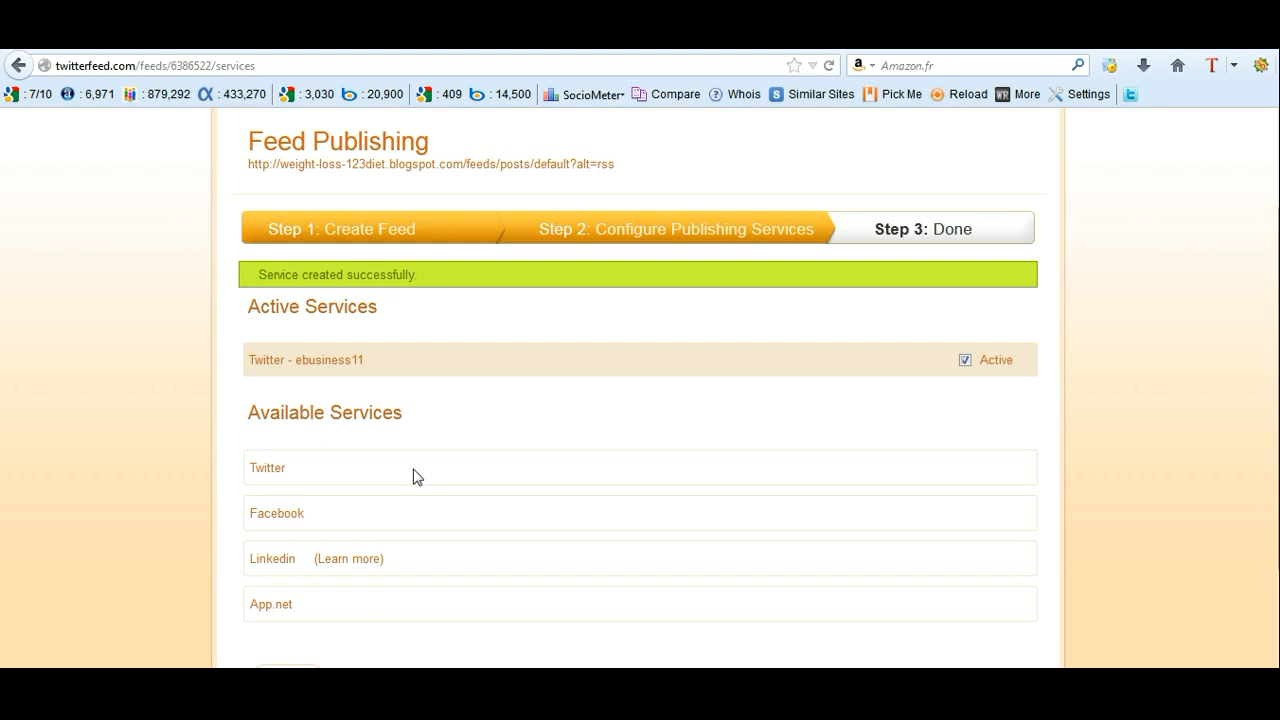 twitterfeed.com/feeds/6386522/services
Amazon.fr
: 7/10 : 6,971 : 879,292 : 433,270 : 3,030 : 20,900 : 409 : 14,500 SocioMeter Compare Whois Similar Sites Pick Me Reload More Settings
Feed Publishing
http://weight-loss-123diet.blogspot.com/feeds/posts/default?alt=rss
Step 1: Create Feed Step 2: Configure Publishing Services Step 3: Done
Service created successfully.
Active Services
Twitter - ebusiness11 Active
Available Services
Twitter
Facebook
Linkedin (Learn more)
App.net